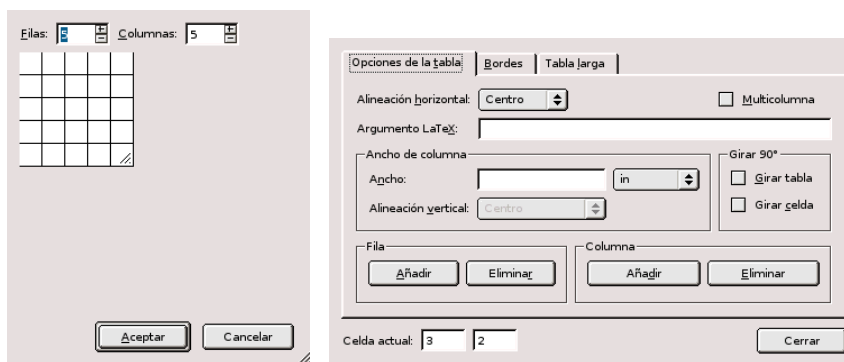 Filas: 5 Columnas: 5
Aceptar Cancelar
Opciones de la tabla Bordes Tabla larga
Alineación horizontal: Centro Multicolumna
Argumento LaTeX:
Ancho de columna Girar 90°
Ancho: in Girar tabla
Alineación vertical: Centro Girar celda
Fila Columna
Añadir Eliminar Añadir Eliminar
Celda actual: 3 2 Cerrar